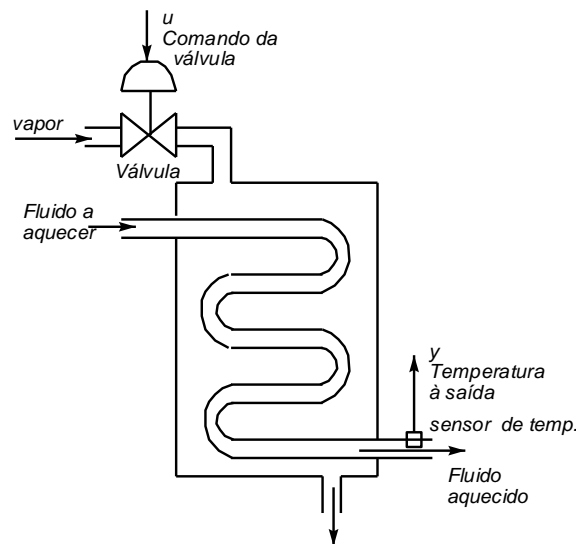 u
Comando da
válvula
vapor
Válvula
Fluido a
aquecer
y
Temperatura
à saída
sensor de temp.
Fluido
aquecido